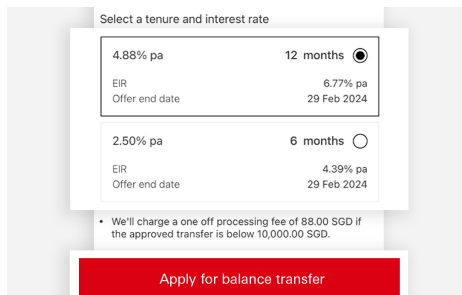 Select a tenure and interest rate
4.88% pa 12 months
EIR 6.77% pa
Offer end date 29 Feb 2024
2.50% pa 6 months
EIR 4.39% pa
Offer end date 29 Feb 2024
• We'll charge a one off processing fee of 88.00 SGD if
the approved transfer is below 10,000.00 SGD.
Apply for balance transfer